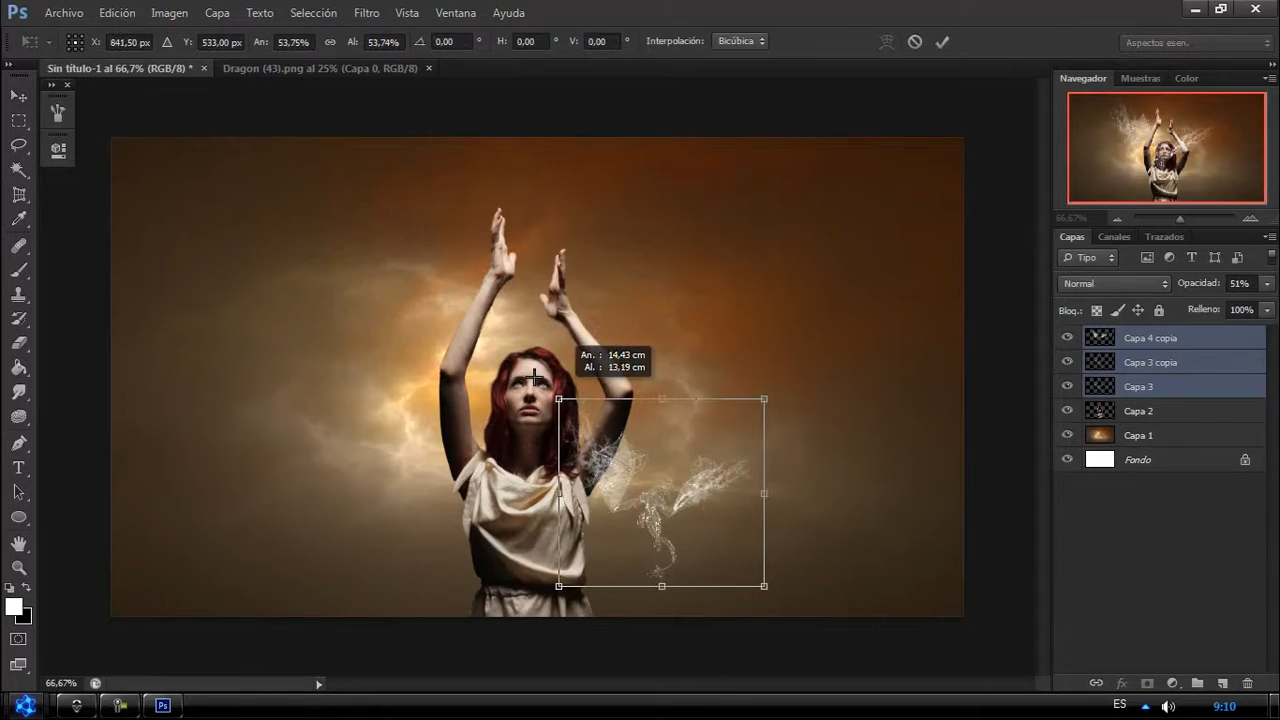 Ps Archivo Edición Imagen Capa Texto Selección Filtro Vista Ventana Ayuda
X: 841,50 px Y: 533,00 px An: 53,75% Al: 53,74% 0,00 H: 0,00 V: 0,00 Interpolación: Bicúbica Aspectos esen.
Sin título-1 al 66,7% (RGB/8) * × Dragon (43).png al 25% (Capa 0, RGB/8) ×
Navegador Muestras Color
66,67%
Capas Canales Trazados
Tipo
Normal Opacidad: 51%
Bloq.: Relleno: 100%
An. : 14,43 cm
Al. : 13,19 cm
Capa 4 copia
Capa 3 copia
Capa 3
Capa 2
Capa 1
Fondo
T
66,67%
fx
Ps ES 9:10